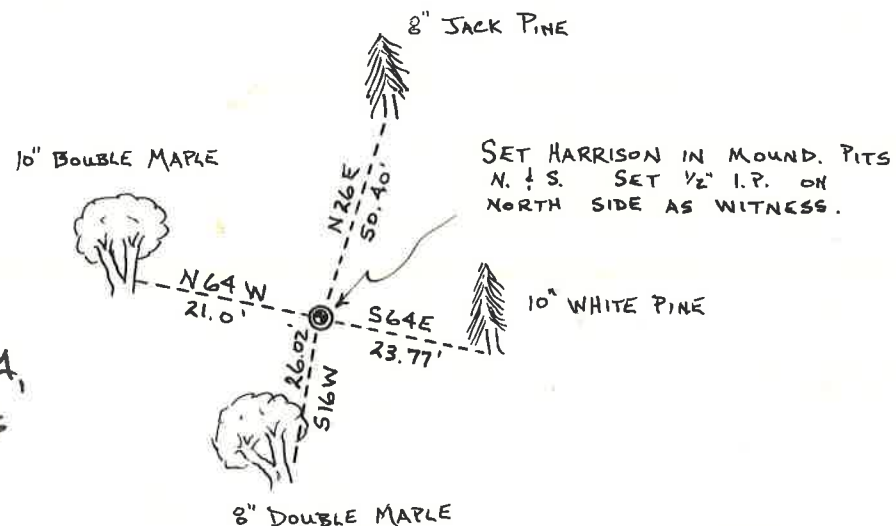 8" JACK PINE
10" BOUBLE MAPLE
SET HARRISON IN MOUND. PITS
N. & S. SET 1/2" I.P. ON
NORTH SIDE AS WITNESS.
N26E
50.40'
N64W
21.0'
S64E
23.77'
10" WHITE PINE
26.02'
S16W
8" DOUBLE MAPLE